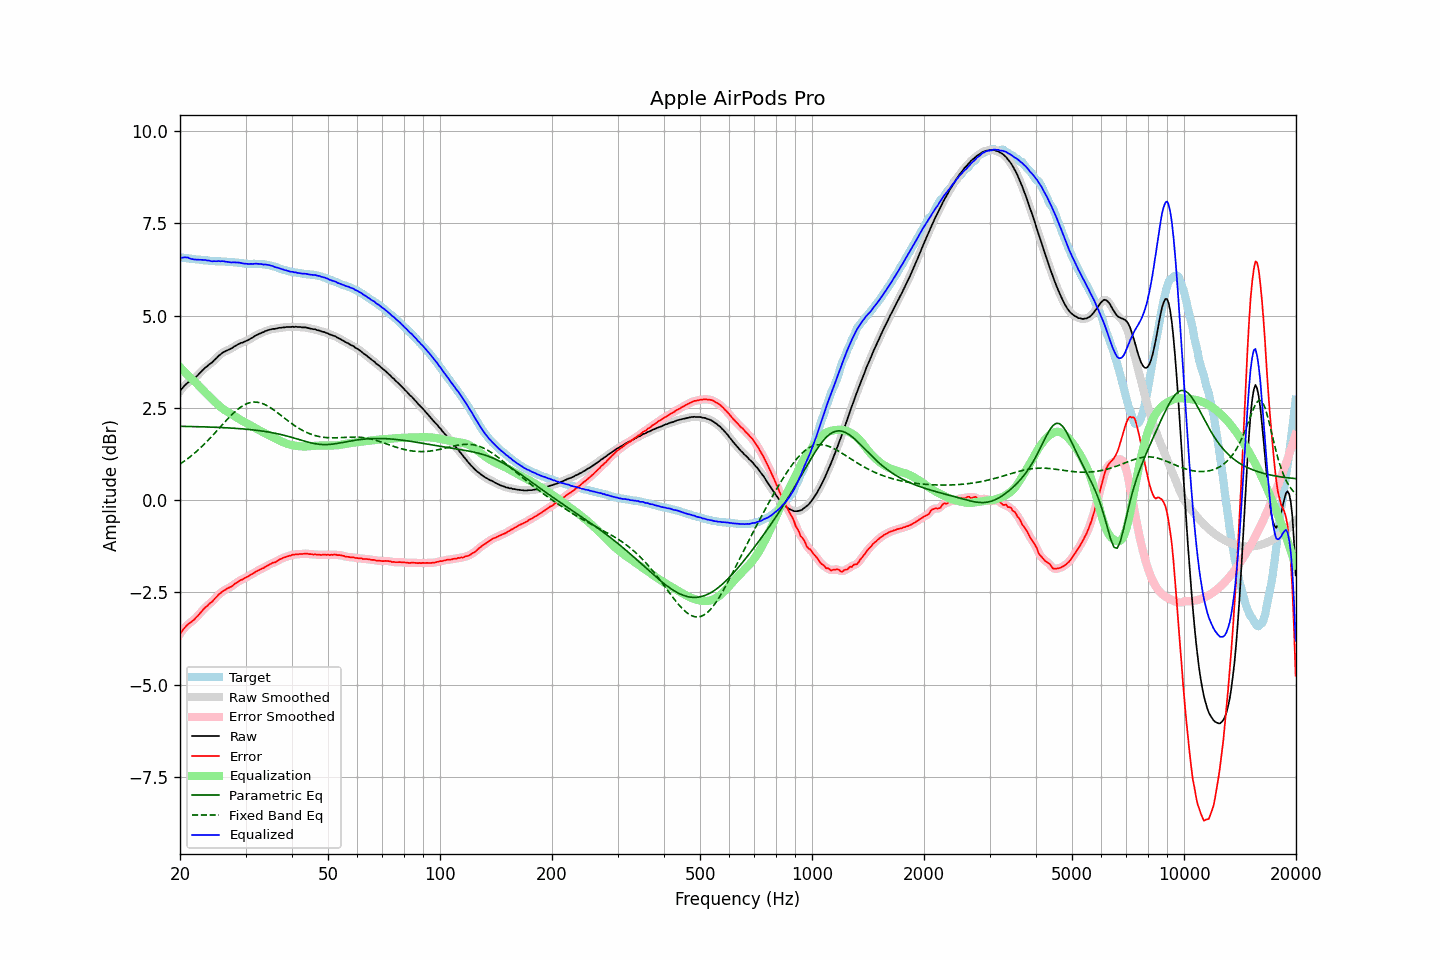 Apple AirPods Pro
Amplitude (dBr)
10.0
7.5
5.0
2.5
0.0
−2.5
−5.0
−7.5
Target
Raw Smoothed
Error Smoothed
Raw
Error
Equalization
Parametric Eq
Fixed Band Eq
Equalized
20 50 100 200 500 1000 2000 5000 10000 20000
Frequency (Hz)